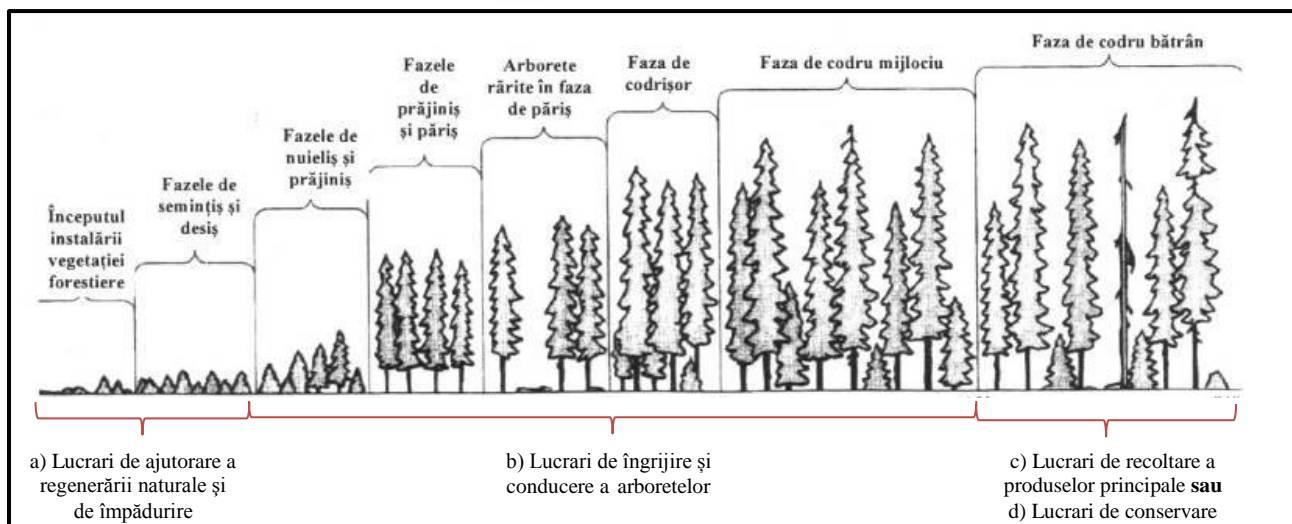 Începutul
instalării
vegetației
forestiere
Fazele de
semințiș și
desiș
Fazele de
nuieliș și
prăjiniș
Fazele
de
prăjiniș
și păriș
Arborete
rărite în faza
de păriș
Faza de
codrișor
Faza de codru mijlociu
Faza de codru bătrân
a) Lucrari de ajutorare a
regenerării naturale și
de împădurire
b) Lucrari de îngrijire și
conducere a arboretelor
c) Lucrari de recoltare a
produselor principale sau
d) Lucrari de conservare